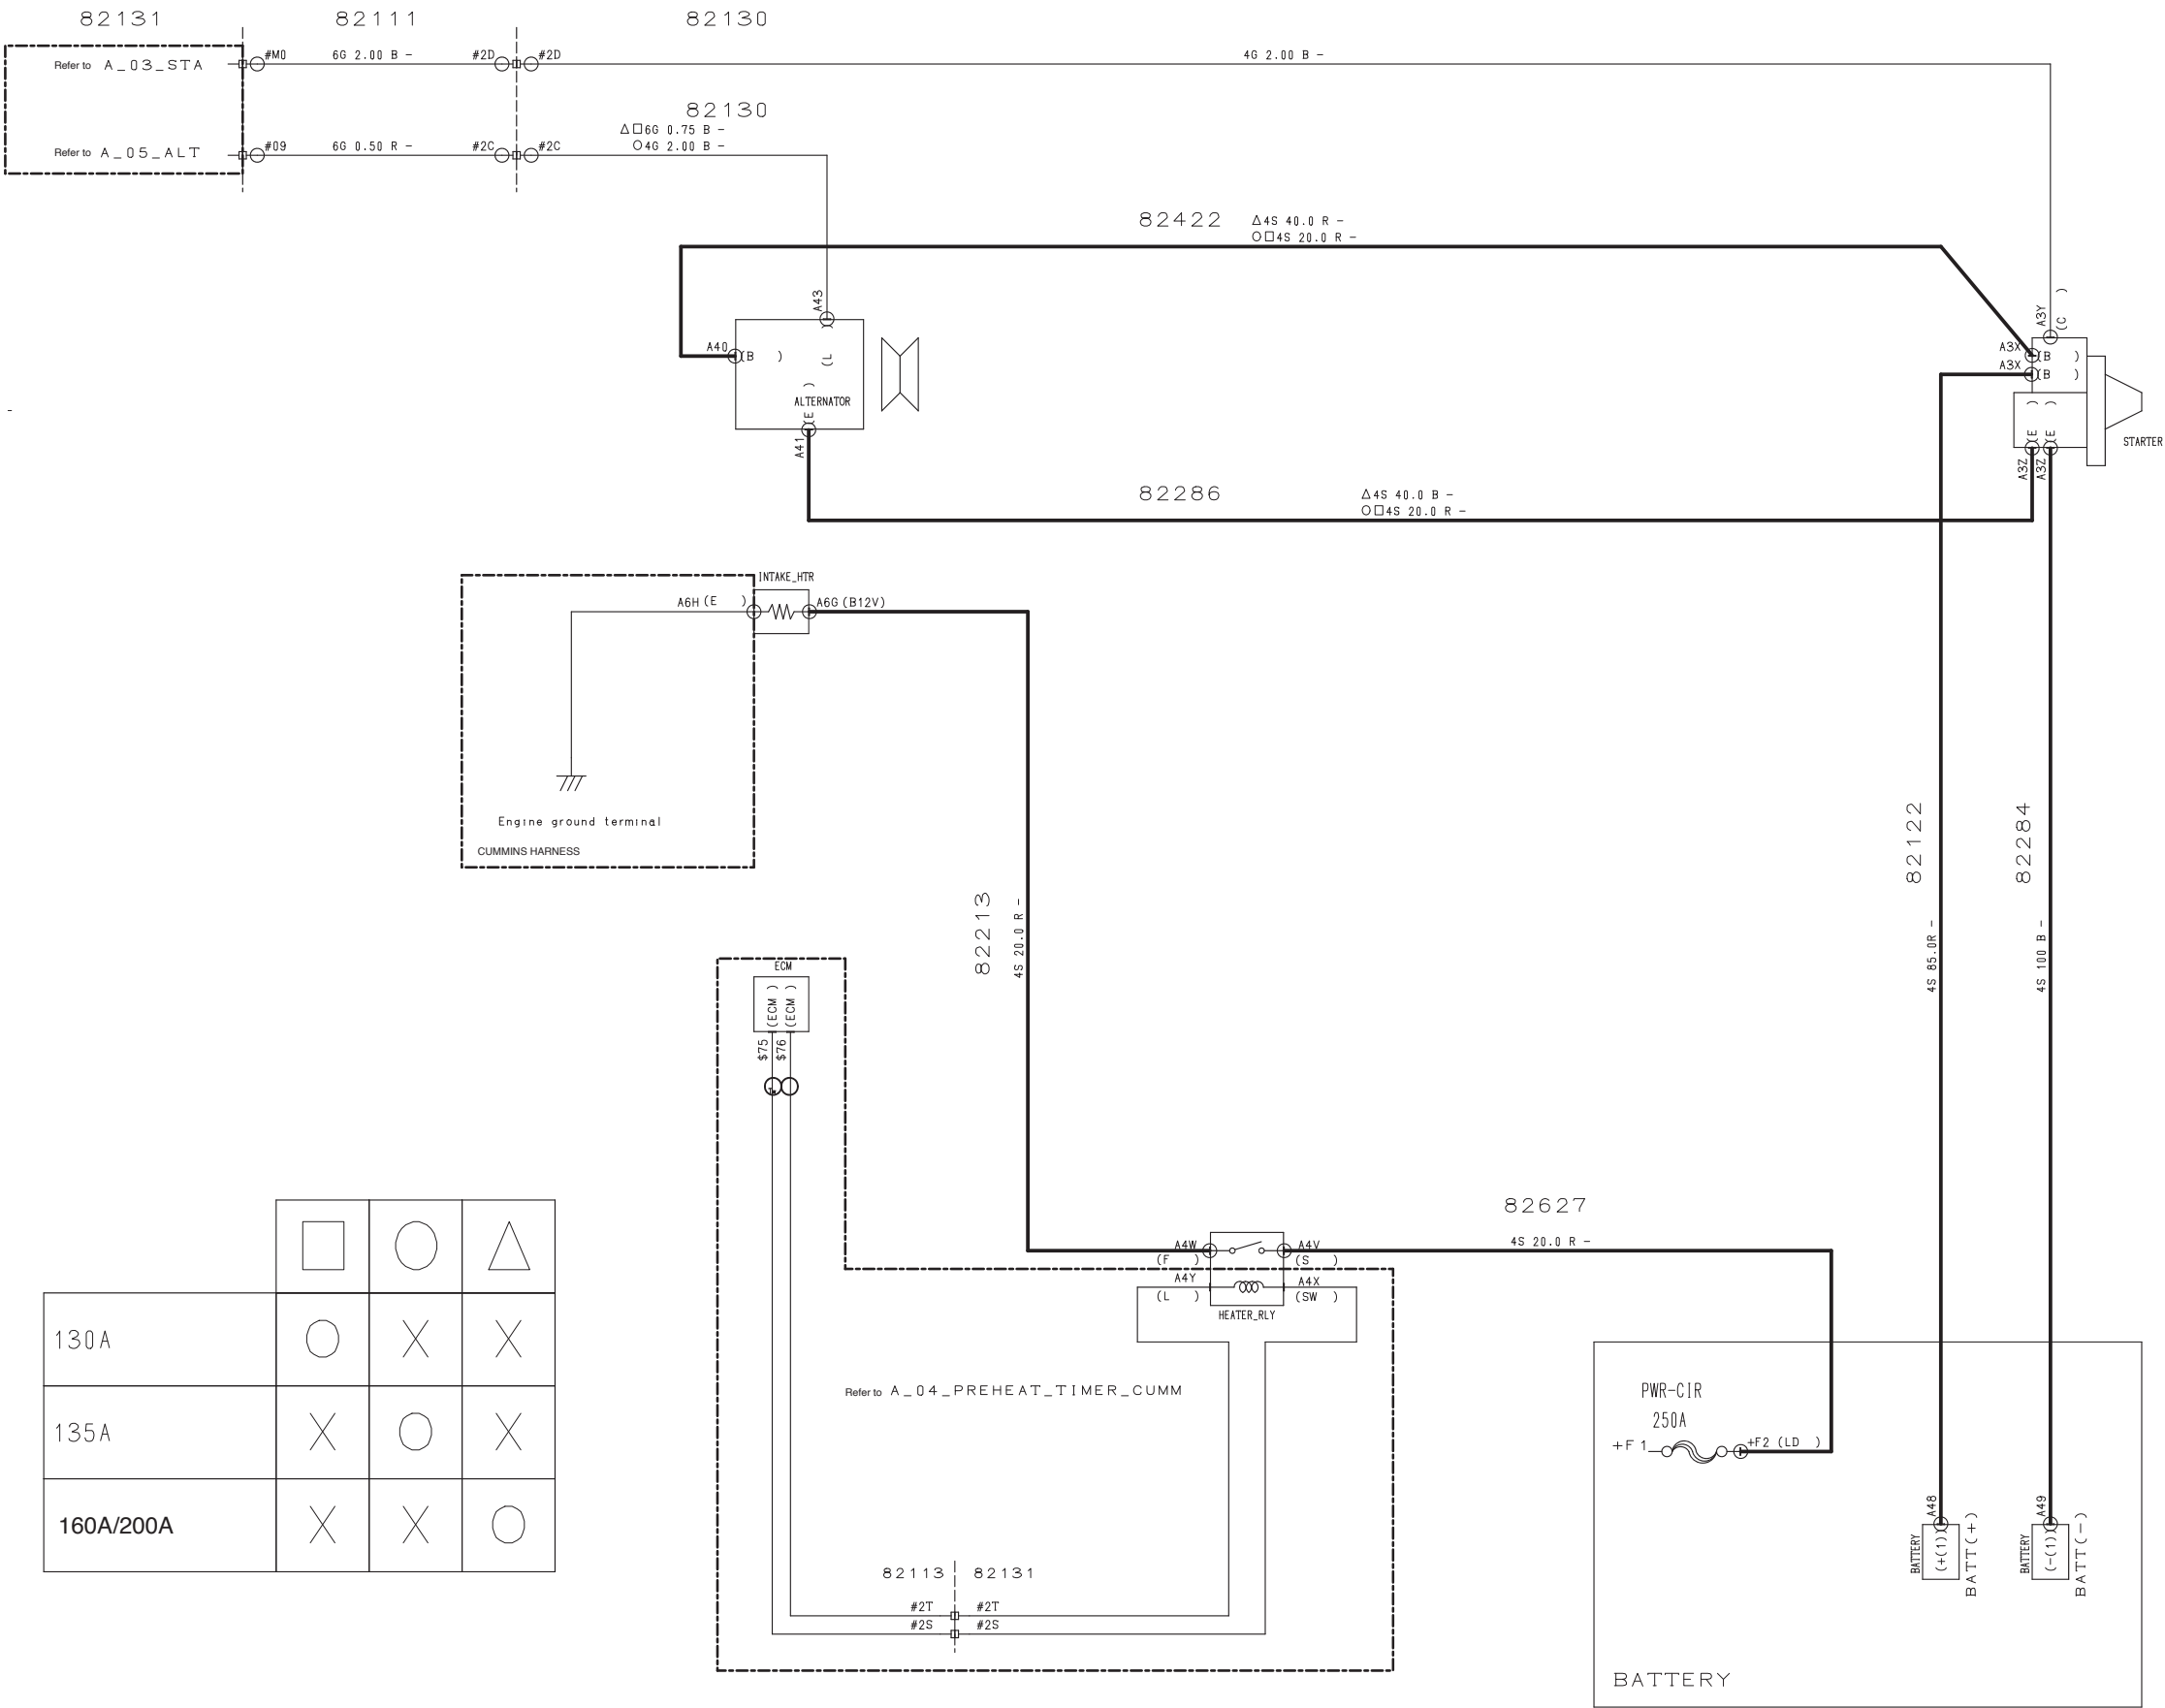 82131
82111
82130
Refer to A_03_STA
#M0
6G 2.00 B -
#2D
#2D
4G 2.00 B -
82130
△□6G 0.75 B -
○4G 2.00 B -
Refer to A_05_ALT
#09
6G 0.50 R -
#2C
#2C
82422
△4S 40.0 R -
○□4S 20.0 R -
A43
A40
(B )
(L )
ALTERNATOR
(E )
A41
A3Y
(C )
A3X
(B )
A3X
(B )
(E )
(E )
STARTER
A3Z
A3Z
82286
△4S 40.0 B -
○□4S 20.0 R -
INTAKE_HTR
A6H (E )
A6G (B12V)
Engine ground terminal
CUMMINS HARNESS
82213
4S 20.0 R -
82122
4S 85.0R -
82284
4S 100 B -
ECM
(ECM )
(ECM )
$75
$76
82627
4S 20.0 R -
A4W
(F )
A4V
(S )
A4Y
(L )
A4X
(SW )
HEATER_RLY
Refer to A_04_PREHEAT_TIMER_CUMM
PWR-CIR
250A
+F 1
+F2 (LD )
130A
○ X X
135A
X ○ X
160A/200A
X X ○
A48
BATTERY
(+(1))
BATT(+)
A49
BATTERY
(-(1))
BATT(-)
82113
82131
#2T
#2T
#2S
#2S
BATTERY